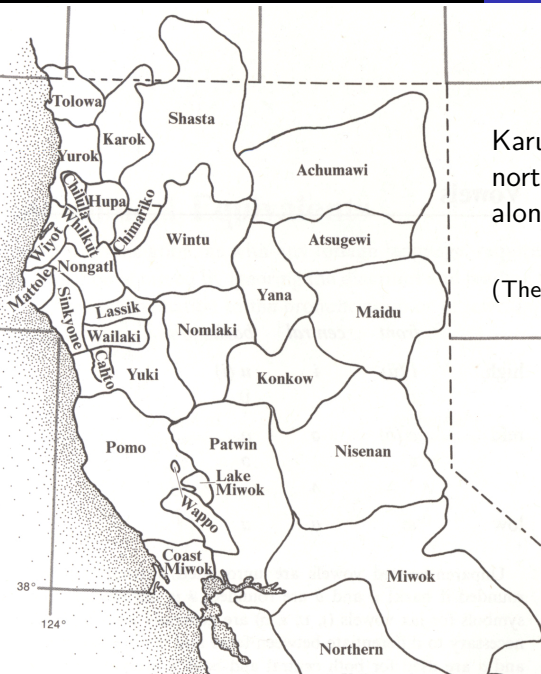 Tolowa
Shasta
Karok
Yurok
Karu
nort
alon
(The
Achumawi
Chilula
Hupa
Chimariko
Whilkut
Wiyot
Wintu
Atsugewi
Nongatl
Mattole
Sinkyone
Lassik
Yana
Maidu
Wailaki
Nomlaki
Cahto
Yuki
Konkow
Pomo
Patwin
Nisenan
Lake
Miwok
Wappo
Coast
Miwok
Miwok
38°
124°
Northern